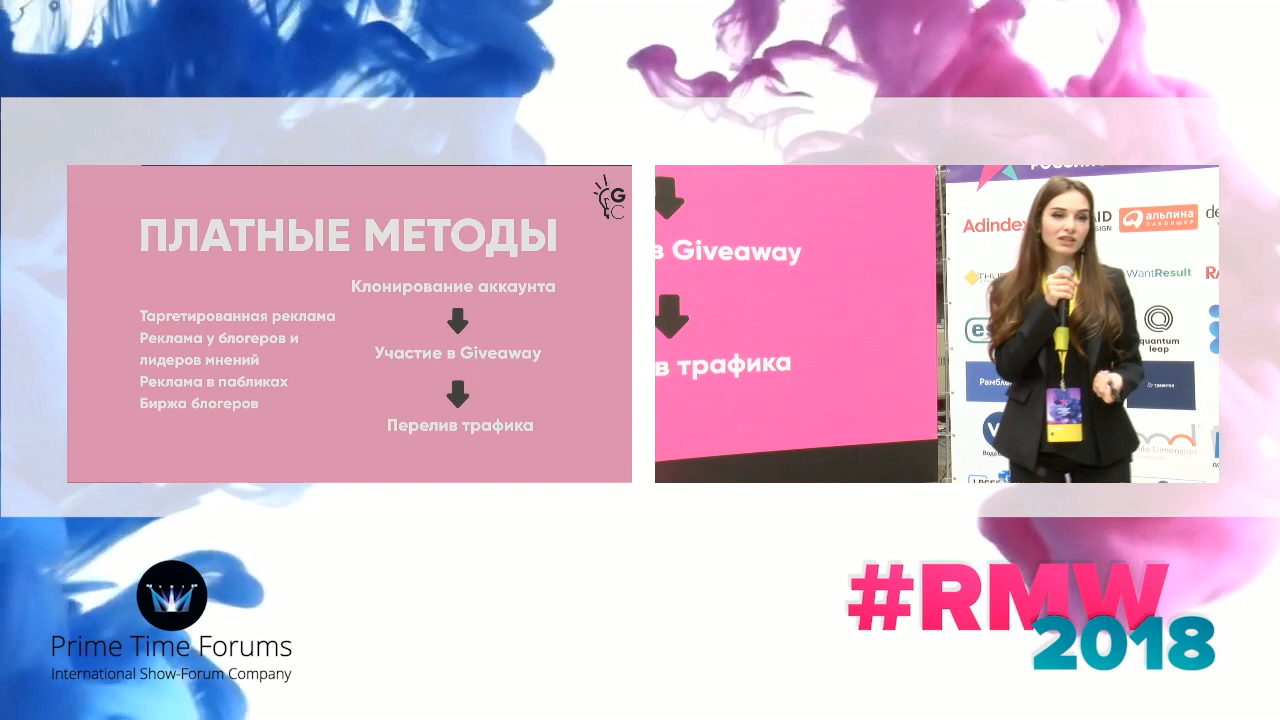 ПЛАТНЫЕ МЕТОДЫ
Клонирование аккаунта
Таргетированная реклама
Реклама у блогеров и
лидеров мнений
Реклама в пабликах
Биржа блогеров
Участие в Giveaway
Перелив трафика
G
C
в Giveaway
в трафика
Adindex
альпина
ПАБЛИШЕР
WantResult
quantum
leap
#RMW
2018
Prime Time Forums
International Show-Forum Company